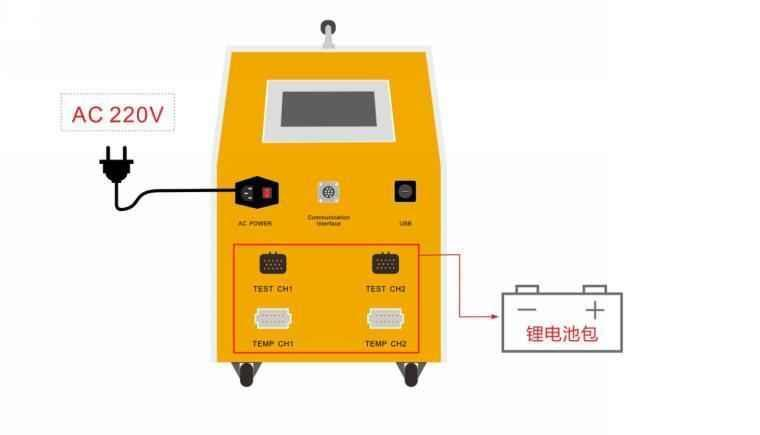 AC 220V
AC POWER
Communication
Interface
USB
TEST CH1
TEST CH2
TEMP CH1
TEMP CH2
锂电池包